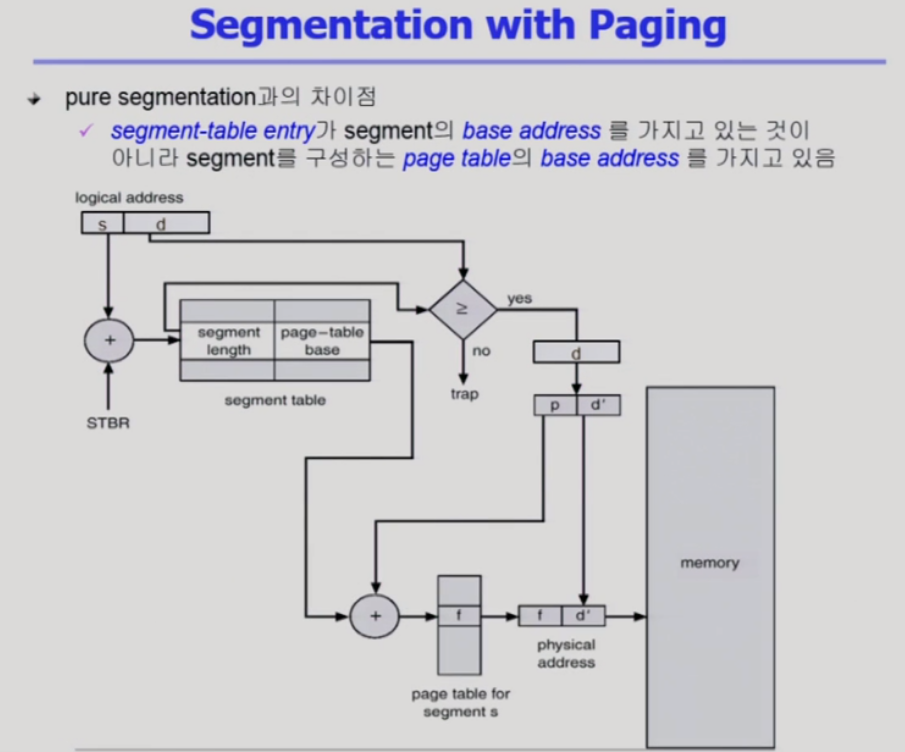 Segmentation with Paging
pure segmentation과의 차이점
segment-table entry가 segment의 base address 를 가지고 있는 것이
아니라 segment를 구성하는 page table의 base address 를 가지고 있음
logical address
s d
≥
yes
no
trap
+
segment length
page–table base
segment table
STBR
d
p d'
memory
+
f
f d'
physical
address
page table for
segment s